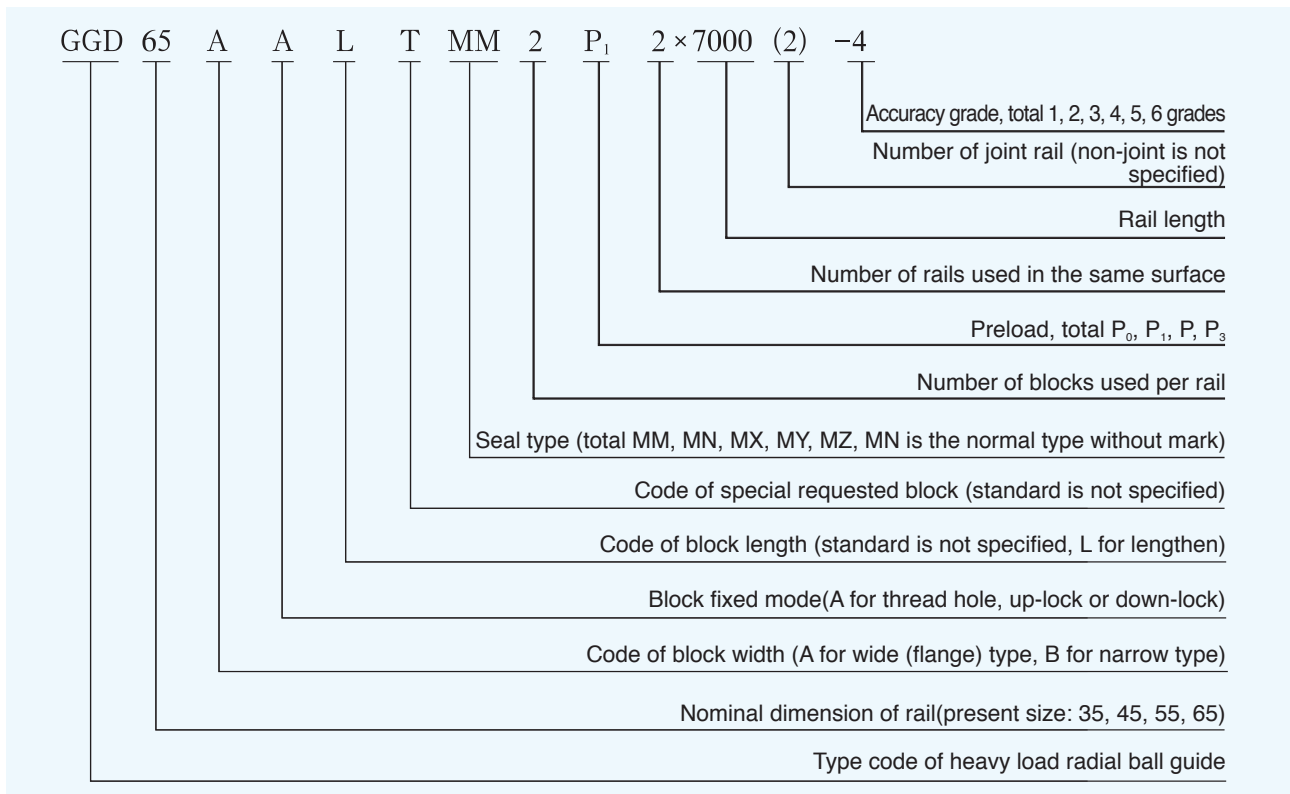 GGD 65 A A L T MM 2 P₁ 2 × 7000 (2) -4
Accuracy grade, total 1, 2, 3, 4, 5, 6 grades
Number of joint rail (non-joint is not
specified)
Rail length
Number of rails used in the same surface
Preload, total P₀, P₁, P, P₃
Number of blocks used per rail
Seal type (total MM, MN, MX, MY, MZ, MN is the normal type without mark)
Code of special requested block (standard is not specified)
Code of block length (standard is not specified, L for lengthen)
Block fixed mode(A for thread hole, up-lock or down-lock)
Code of block width (A for wide (flange) type, B for narrow type)
Nominal dimension of rail(present size: 35, 45, 55, 65)
Type code of heavy load radial ball guide